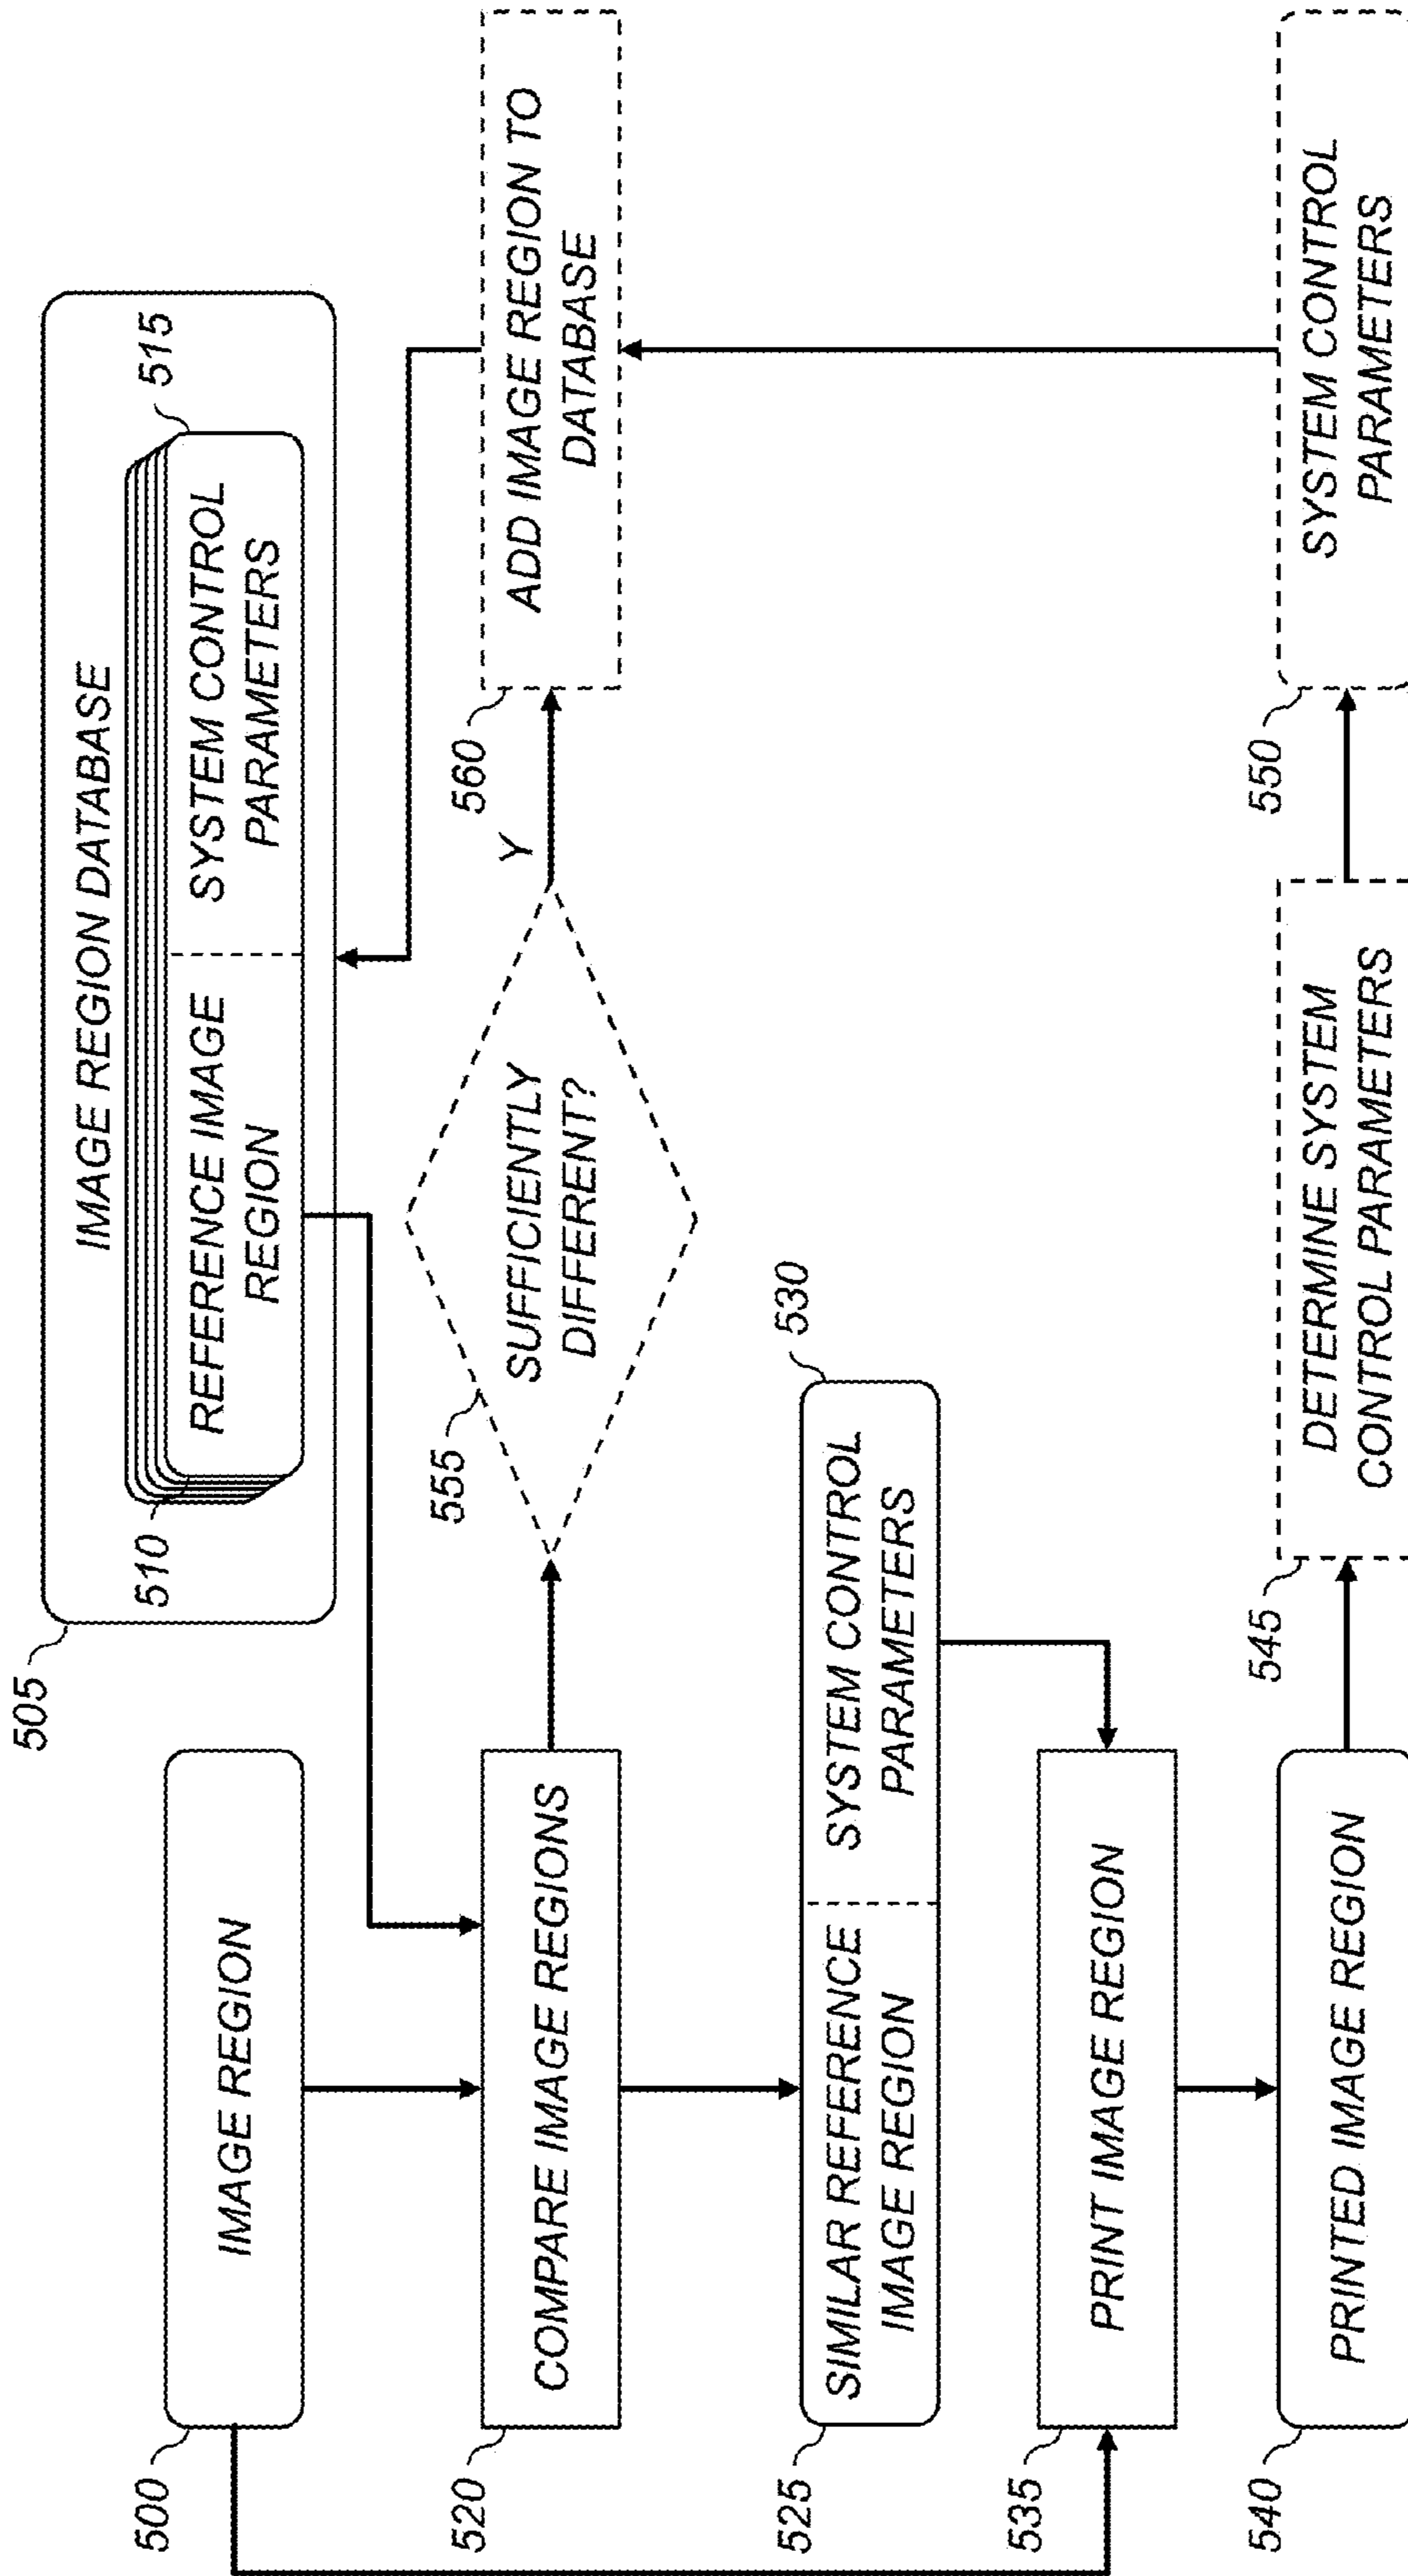 505
IMAGE REGION DATABASE
500
IMAGE REGION
510
REFERENCE IMAGE
REGION
SYSTEM CONTROL
PARAMETERS
515
520
COMPARE IMAGE REGIONS
555
SUFFICIENTLY
DIFFERENT?
Y
560
ADD IMAGE REGION TO
DATABASE
525
SIMILAR REFERENCE
IMAGE REGION
SYSTEM CONTROL
PARAMETERS
530
535
PRINT IMAGE REGION
540
PRINTED IMAGE REGION
545
DETERMINE SYSTEM
CONTROL PARAMETERS
550
SYSTEM CONTROL
PARAMETERS